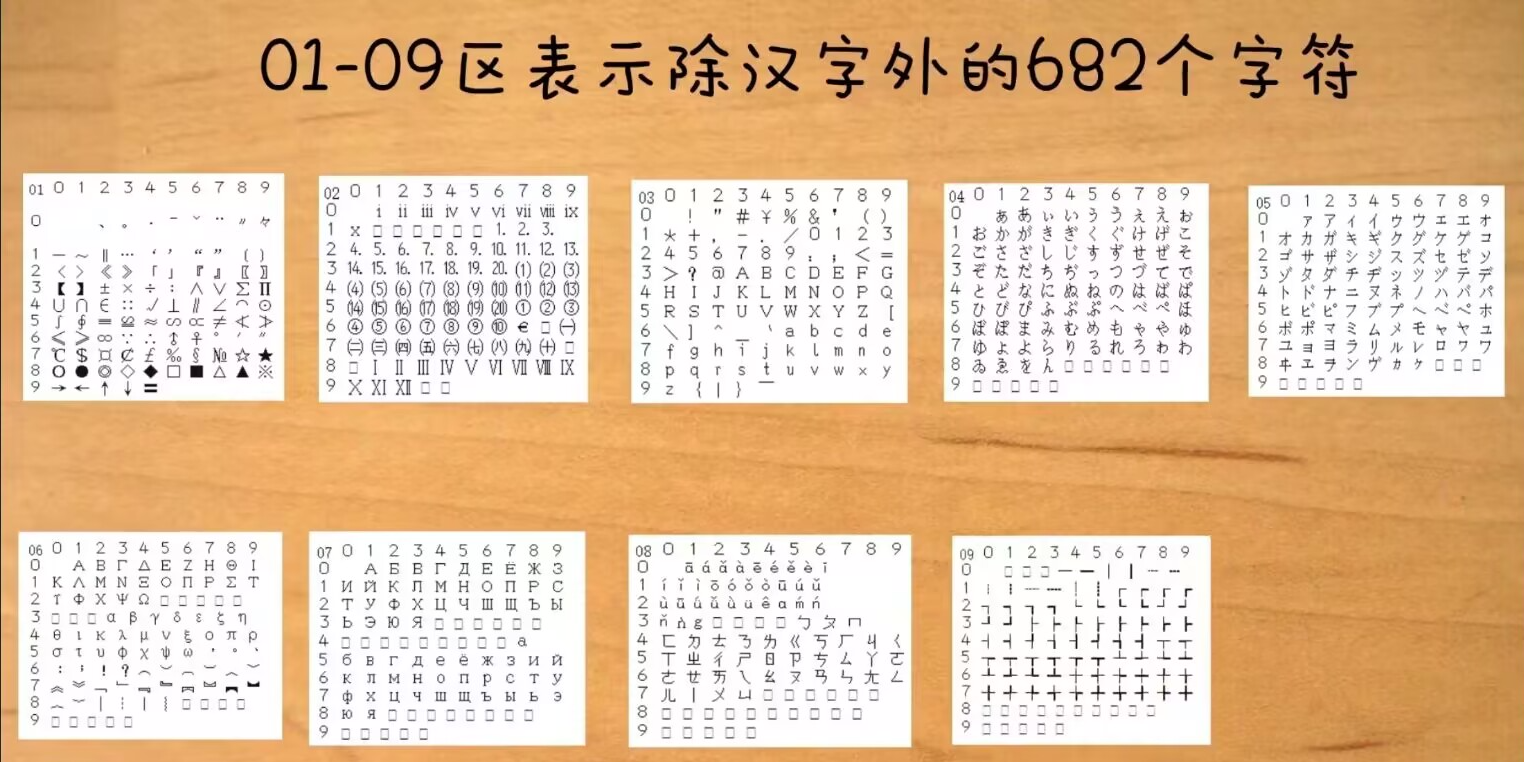 01-09区表示除汉字外的682个字符
01 0 1 2 3 4 5 6 7 8 9
0 、 。 · ˉ ˇ ¨ 〃 々
1 — ～ ‖ … ‘ ’ “ ” 〔 〕
2 〈 〉 《 》 「 」 『 』 〖 〗
3 【 】 ± × ÷ ∶ ∧ ∨ ∑ ∏
4 ∪ ∩ ∈ ∷ √ ⊥ ∥ ∠ ⌒ ⊙
5 ∫ ∮ ≡ ≌ ≈ ∽ ∝ ≠ ≮ ≯
6 ≤ ≥ ∞ ∵ ∴ ♂ ♀ ° ′ ″
7 ℃ $ ¤ ￠ ￡ ‰ § № ☆ ★
8 ○ ● ◎ ◇ ◆ □ ■ △ ▲ ※
9 → ← ↑ ↓ 〓
02 0 1 2 3 4 5 6 7 8 9
0 ⅰ ⅱ ⅲ ⅳ ⅴ ⅵ ⅶ ⅷ ⅸ
1 ⅹ □ □ □ □ □ □ 1. 2. 3.
2 4. 5. 6. 7. 8. 9. 10. 11. 12. 13.
3 14. 15. 16. 17. 18. 19. 20. (1) (2) (3)
4 (4) (5) (6) (7) (8) (9) (10) (11) (12) (13)
5 (14) (15) (16) (17) (18) (19) (20) ① ② ③
6 ④ ⑤ ⑥ ⑦ ⑧ ⑨ ⑩ € □ ㈠
7 ㈡ ㈢ ㈣ ㈤ ㈥ ㈦ ㈧ ㈨ ㈩ □
8 □ Ⅰ Ⅱ Ⅲ Ⅳ Ⅴ Ⅵ Ⅶ Ⅷ Ⅸ
9 Ⅹ Ⅺ Ⅻ □ □
03 0 1 2 3 4 5 6 7 8 9
0 ! " # ¥ % & ' ( )
1 * + , - . / 0 1 2 3
2 4 5 6 7 8 9 : ; < =
3 > ? @ A B C D E F G
4 H I J K L M N O P Q
5 R S T U V W X Y Z [
6 \ ] ^ _ ` a b c d e
7 f g h i j k l m n o
8 p q r s t u v w x y
9 z { | } ‾
04 0 1 2 3 4 5 6 7 8 9
0 ぁ あ ぃ い ぅ う ぇ え ぉ
1 お か が き ぎ く ぐ け げ こ
2 ご さ ざ し じ す ず せ ぜ そ
3 ぞ た だ ち ぢ っ つ づ て で
4 と ど な に ぬ ね の は ば ぱ
5 ひ び ぴ ふ ぶ ぷ へ べ ぺ ほ
6 ぼ ぽ ま み む め も ゃ や ゅ
7 ゆ ょ よ ら り る れ ろ ゎ わ
8 ゐ ゑ を ん □ □ □ □ □ □
9 □ □ □ □ □
05 0 1 2 3 4 5 6 7 8 9
0 ァ ア ィ イ ゥ ウ ェ エ ォ
1 オ カ ガ キ ギ ク グ ケ ゲ コ
2 ゴ サ ザ シ ジ ス ズ セ ゼ ソ
3 ゾ タ ダ チ ヂ ッ ツ ヅ テ デ
4 ト ド ナ ニ ヌ ネ ノ ハ バ パ
5 ヒ ビ ピ フ ブ プ ヘ ベ ペ ホ
6 ボ ポ マ ミ ム メ モ ャ ヤ ュ
7 ユ ョ ヨ ラ リ ル レ ロ ヮ ワ
8 ヰ ヱ ヲ ン ヴ ヵ ヶ □ □ □
9 □ □ □ □ □
06 0 1 2 3 4 5 6 7 8 9
0 Α Β Γ Δ Ε Ζ Η Θ Ι
1 Κ Λ Μ Ν Ξ Ο Π Ρ Σ Τ
2 Υ Φ Χ Ψ Ω □ □ □ □ □
3 □ □ □ α β γ δ ε ζ η
4 θ ι κ λ μ ν ξ ο π ρ
5 σ τ υ φ χ ψ ω
6
7
8 □ □ □ □
9 □ □ □ □ □
07 0 1 2 3 4 5 6 7 8 9
0 А Б В Г Д Е Ё Ж З
1 И Й К Л М Н О П Р С
2 Т У Ф Х Ц Ч Ш Щ Ъ Ы
3 Ь Э Ю Я □ □ □ □ □ □
4 □ □ □ □ □ □ □ □ □ а
5 б в г д е ё ж з и й
6 к л м н о п р с т у
7 ф х ц ч ш щ ъ ы ь э
8 ю я □ □ □ □ □ □ □ □
9 □ □ □ □ □
08 0 1 2 3 4 5 6 7 8 9
0 ā á ǎ à ē é ě è ī
1 í ǐ ì ō ó ǒ ò ū ú ǔ
2 ù ǖ ǘ ǚ ǜ ü ê ɑ ḿ ń
3 ň ǹ ɡ □ □ □ □ ㄅ ㄆ ㄇ
4 ㄈ ㄉ ㄊ ㄋ ㄌ ㄍ ㄎ ㄏ ㄐ ㄑ
5 ㄒ ㄓ ㄔ ㄕ ㄖ ㄗ ㄘ ㄙ ㄚ ㄛ
6 ㄜ ㄝ ㄞ ㄟ ㄠ ㄡ ㄢ ㄣ ㄤ ㄥ
7 ㄦ ㄧ ㄨ ㄩ □ □ □ □ □ □
8 □ □ □ □ □ □ □ □ □ □
9 □ □ □ □ □
09 0 1 2 3 4 5 6 7 8 9
0 □ □ □ ─ ━ │ ┃ ┄ ┅
1 ┆ ┇ ┈ ┉ ┊ ┋ ┌ ┍ ┎ ┏
2 ┐ ┑ ┒ ┓ └ ┕ ┖ ┗ ┘ ┙
3 ┚ ┛ ├ ┝ ┞ ┟ ┠ ┡ ┢ ┣
4 ┤ ┥ ┦ ┧ ┨ ┩ ┪ ┫ ┬ ┭
5 ┮ ┯ ┰ ┱ ┲ ┳ ┴ ┵ ┶ ┷
6 ┸ ┹ ┺ ┻ ┼ ┽ ┾ ┿ ╀ ╁
7 ╂ ╃ ╄ ╅ ╆ ╇ ╈ ╉ ╊ ╋
8 □ □ □ □ □ □ □ □ □
9 □ □ □ □ □